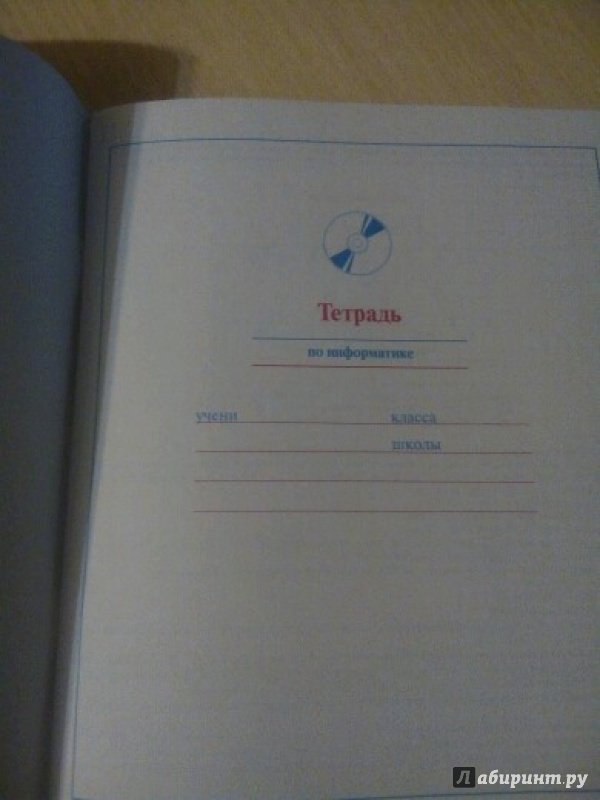 Тетрадь
по информатике
учени класса
школы
Лабиринт.ру